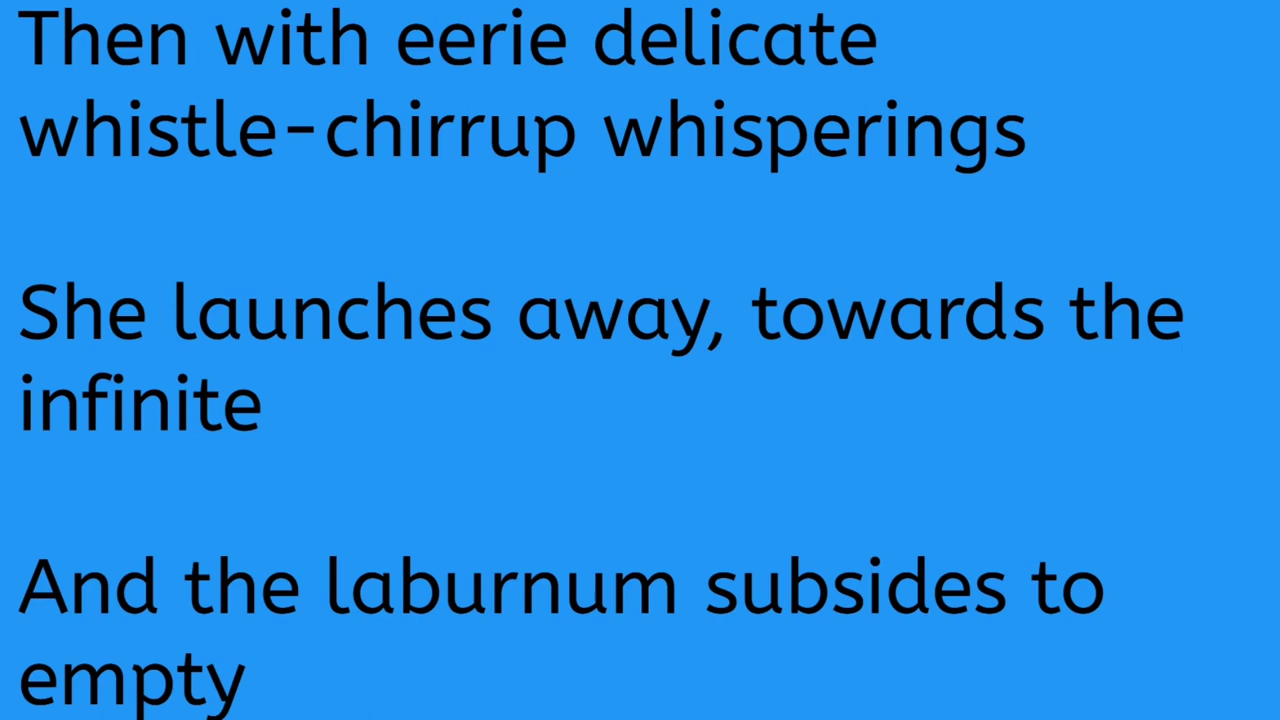 Then with eerie delicate
whistle-chirrup whisperings
She launches away, towards the
infinite
And the laburnum subsides to
empty